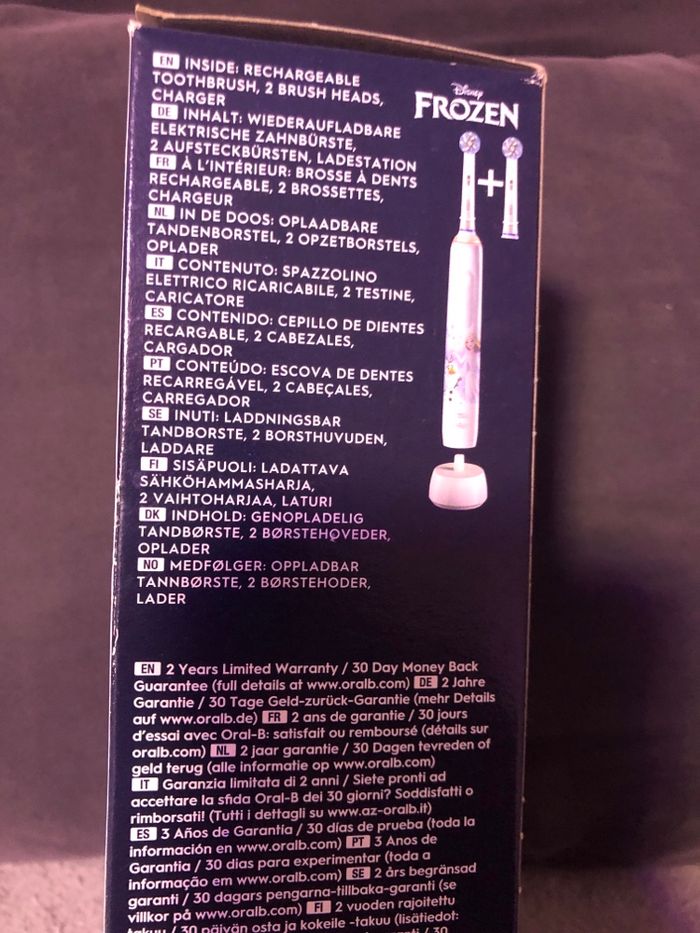 EN INSIDE: RECHARGEABLE
TOOTHBRUSH, 2 BRUSH HEADS,
CHARGER
DE INHALT: WIEDERAUFLADBARE
ELEKTRISCHE ZAHNBÜRSTE,
2 AUFSTECKBÜRSTEN, LADESTATION
FR À L'INTÉRIEUR: BROSSE À DENTS
RECHARGEABLE, 2 BROSSETTES,
CHARGEUR
NL IN DE DOOS: OPLAADBARE
TANDENBORSTEL, 2 OPZETBORSTELS,
OPLADER
IT CONTENUTO: SPAZZOLINO
ELETTRICO RICARICABILE, 2 TESTINE,
CARICATORE
ES CONTENIDO: CEPILLO DE DIENTES
RECARGABLE, 2 CABEZALES,
CARGADOR
PT CONTEÚDO: ESCOVA DE DENTES
RECARREGÁVEL, 2 CABEÇALES,
CARREGADOR
SE INUTI: LADDNINGSBAR
TANDBORSTE, 2 BORSTHUVUDEN,
LADDARE
FI SISÄPUOLI: LADATTAVA
SÄHKÖHAMMASHARJA,
2 VAIHTOHARJAA, LATURI
DK INDHOLD: GENOPLADELIG
TANDBØRSTE, 2 BØRSTEHOVEDER,
OPLADER
NO MEDFØLGER: OPPLADBAR
TANNBØRSTE, 2 BØRSTEHODER,
LADER
Disney
FROZEN
+
EN 2 Years Limited Warranty / 30 Day Money Back
Guarantee (full details at www.oralb.com) DE 2 Jahre
Garantie / 30 Tage Geld-zurück-Garantie (mehr Details
auf www.oralb.de) FR 2 ans de garantie / 30 jours
d'essai avec Oral-B: satisfait ou remboursé (détails sur
oralb.com) NL 2 jaar garantie / 30 Dagen tevreden of
geld terug (alle informatie op www.oralb.com)
IT Garanzia limitata di 2 anni / Siete pronti ad
accettare la sfida Oral-B dei 30 giorni? Soddisfatti o
rimborsati! (Tutti i dettagli su www.az-oralb.it)
ES 3 Años de Garantía / 30 días de prueba (toda la
información en www.oralb.com) PT 3 Anos de
Garantia / 30 dias para experimentar (toda a
informação em www.oralb.com) SE 2 års begränsad
garanti / 30 dagars pengarna-tillbaka-garanti (se
villkor på www.oralb.com) FI 2 vuoden rajoitettu
takuu / 30 päivän osta ja kokeile -takuu (lisätiedot: